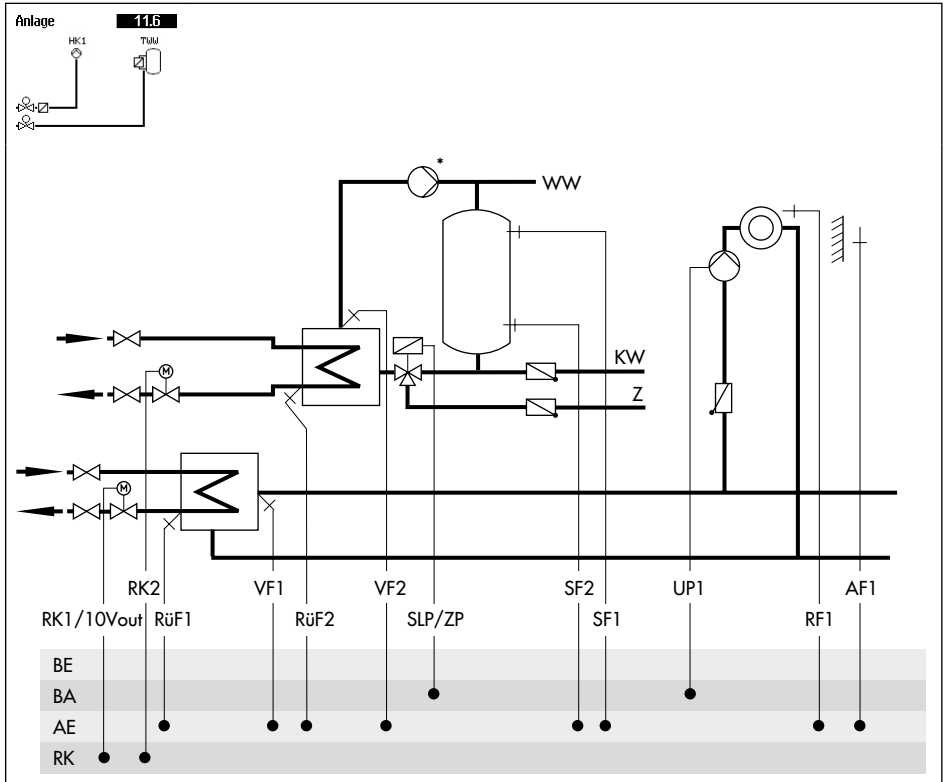 Anlage 11.6
HK1 TWW
*
WW
KW
Z
M
M
RK2 VF1 VF2 SF2 UP1 AF1
RK1/10Vout RüF1 RüF2 SLP/ZP SF1 RF1
BE
BA
AE
RK